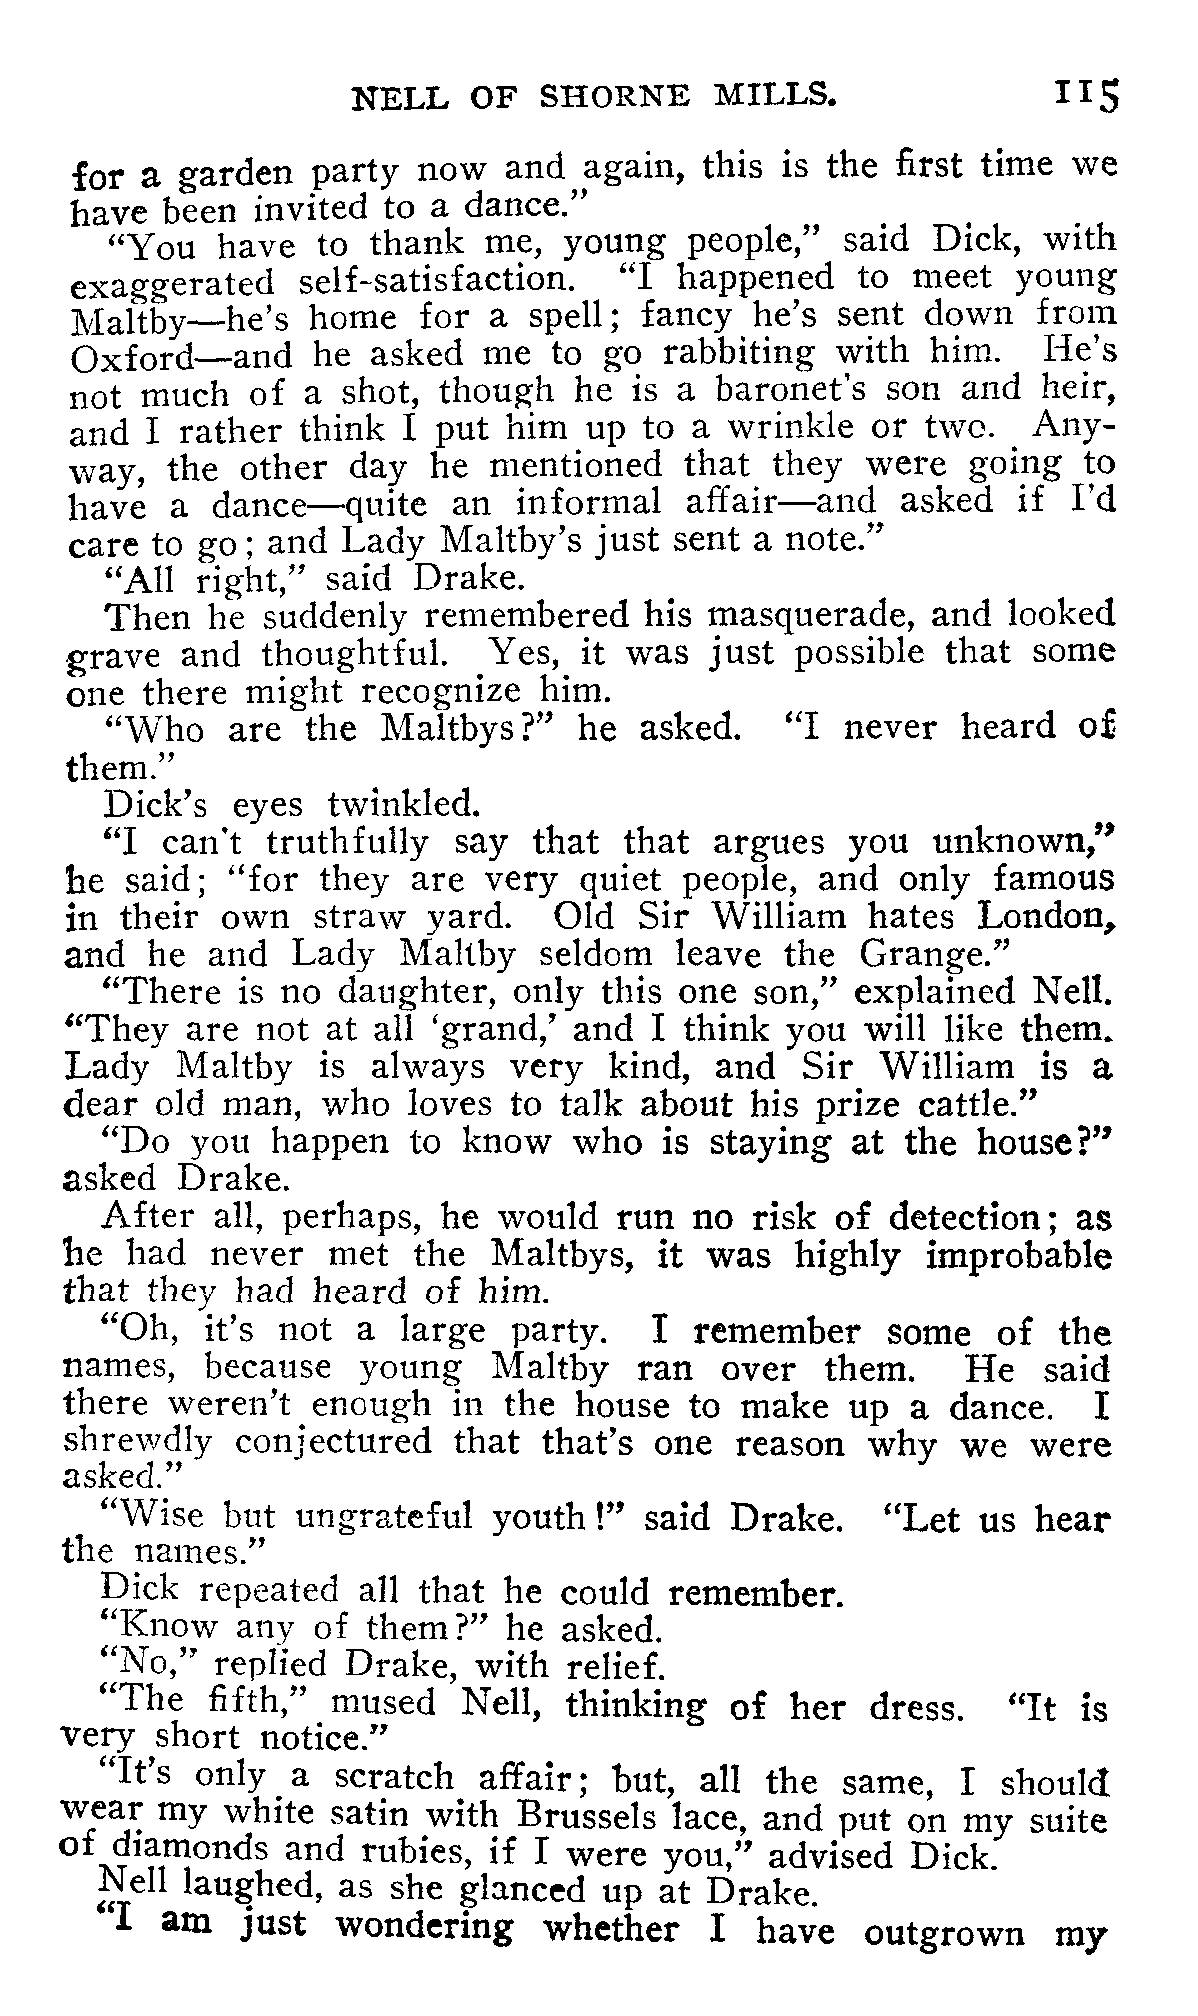 NELL OF SHORNE MILLS. 115
for a garden party now and again, this is the first time we
have been invited to a dance.”
“You have to thank me, young people,” said Dick, with
exaggerated self-satisfaction. “I happened to meet young
Maltby—he’s home for a spell; fancy he’s sent down from
Oxford—and he asked me to go rabbiting with him. He’s
not much of a shot, though he is a baronet’s son and heir,
and I rather think I put him up to a wrinkle or two. Any-
way, the other day he mentioned that they were going to
have a dance—quite an informal affair—and asked if I’d
care to go; and Lady Maltby’s just sent a note.”
“All right,” said Drake.
Then he suddenly remembered his masquerade, and looked
grave and thoughtful. Yes, it was just possible that some
one there might recognize him.
“Who are the Maltbys?” he asked. “I never heard of
them.”
Dick’s eyes twinkled.
“I can’t truthfully say that that argues you unknown,”
he said; “for they are very quiet people, and only famous
in their own straw yard. Old Sir William hates London,
and he and Lady Maltby seldom leave the Grange.”
“There is no daughter, only this one son,” explained Nell.
“They are not at all ‘grand,’ and I think you will like them.
Lady Maltby is always very kind, and Sir William is a
dear old man, who loves to talk about his prize cattle.”
“Do you happen to know who is staying at the house?”
asked Drake.
After all, perhaps, he would run no risk of detection; as
he had never met the Maltbys, it was highly improbable
that they had heard of him.
“Oh, it’s not a large party. I remember some of the
names, because young Maltby ran over them. He said
there weren’t enough in the house to make up a dance. I
shrewdly conjectured that that’s one reason why we were
asked.”
“Wise but ungrateful youth!” said Drake. “Let us hear
the names.”
Dick repeated all that he could remember.
“Know any of them?” he asked.
“No,” replied Drake, with relief.
“The fifth,” mused Nell, thinking of her dress. “It is
very short notice.”
“It’s only a scratch affair; but, all the same, I should
wear my white satin with Brussels lace, and put on my suite
of diamonds and rubies, if I were you,” advised Dick.
Nell laughed, as she glanced up at Drake.
“I am just wondering whether I have outgrown my